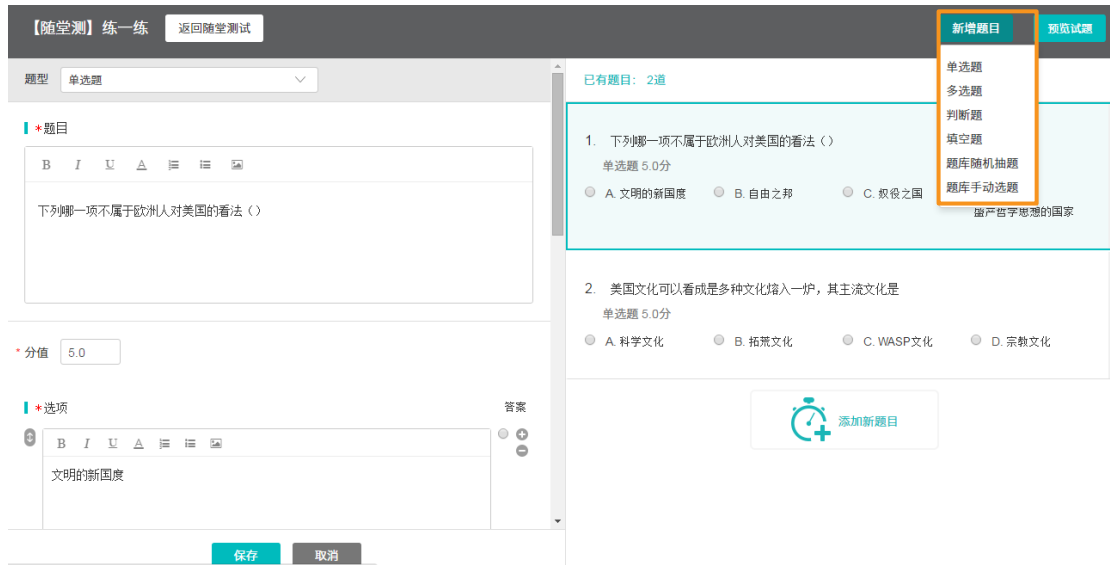 【随堂测】练一练 返回随堂测试 新增题目 预览试题
题型 单选题
*题目
B I U A
下列哪一项不属于欧洲人对美国的看法（）
* 分值 5.0
*选项 答案
B I U A
文明的新国度
保存 取消
单选题
多选题
判断题
填空题
题库随机抽题
题库手动选题
已有题目： 2道
1. 下列哪一项不属于欧洲人对美国的看法（）
单选题 5.0分
A. 文明的新国度 B. 自由之邦 C. 奴役之国
盛产哲学思想的国家
2. 美国文化可以看成是多种文化熔入一炉，其主流文化是
单选题 5.0分
A. 科学文化 B. 拓荒文化 C. WASP文化 D. 宗教文化
添加新题目